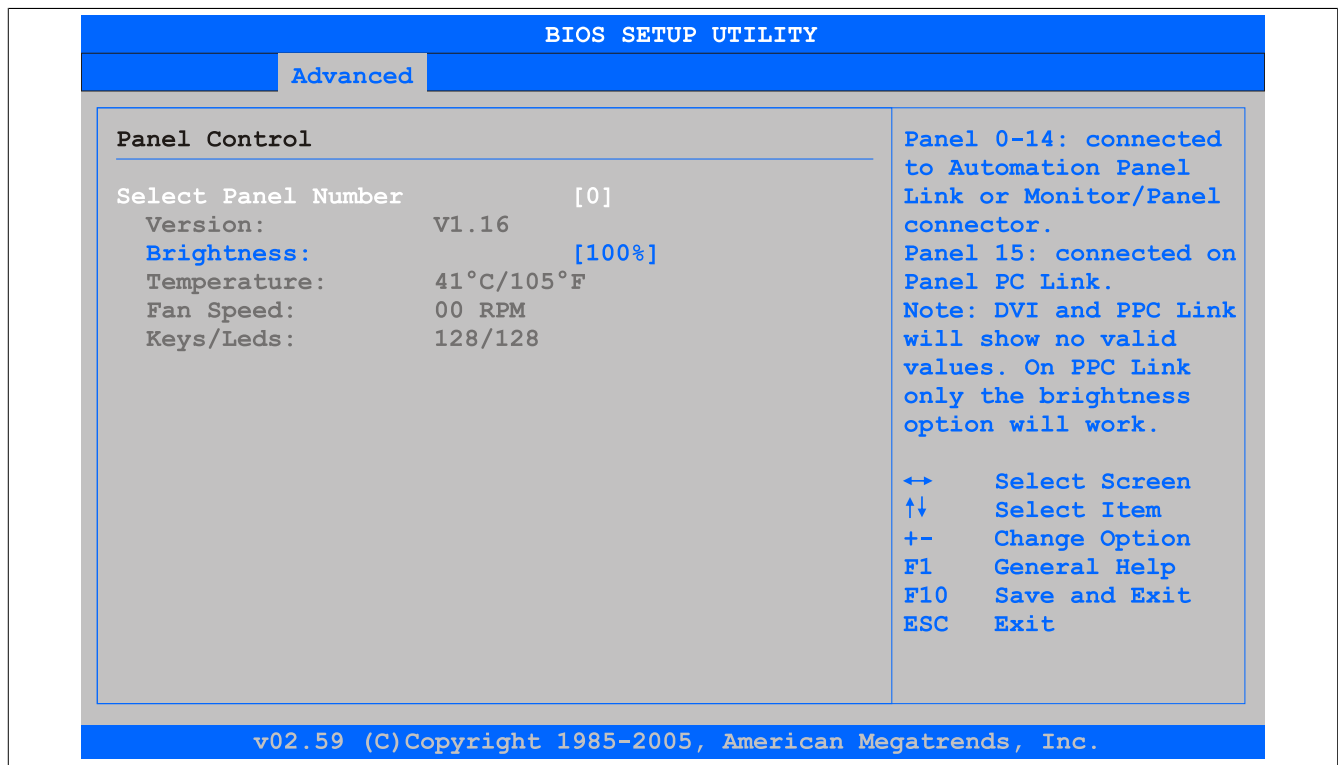 BIOS SETUP UTILITY
Advanced
Panel Control
Select Panel Number [0]
Version: V1.16
Brightness: [100%]
Temperature: 41°C/105°F
Fan Speed: 00 RPM
Keys/Leds: 128/128
Panel 0-14: connected
to Automation Panel
Link or Monitor/Panel
connector.
Panel 15: connected on
Panel PC Link.
Note: DVI and PPC Link
will show no valid
values. On PPC Link
only the brightness
option will work.
↔ Select Screen
↑↓ Select Item
+- Change Option
F1 General Help
F10 Save and Exit
ESC Exit
v02.59 (C)Copyright 1985-2005, American Megatrends, Inc.